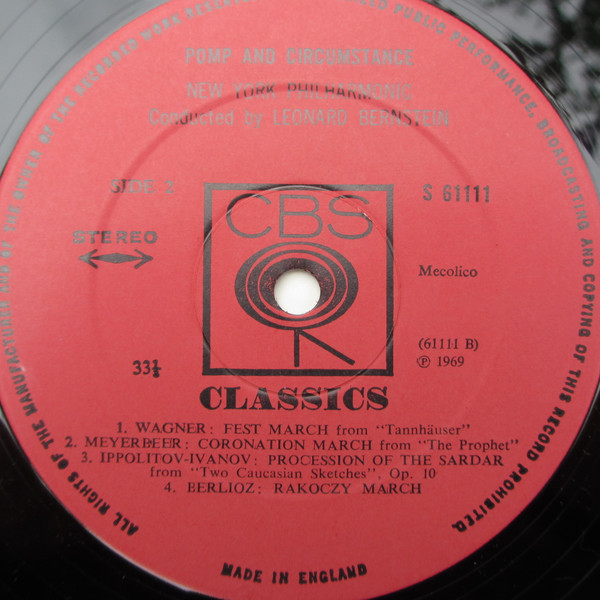 POMP AND CIRCUMSTANCE
NEW YORK PHILHARMONIC
Conducted by LEONARD BERNSTEIN
SIDE 2
S 61111
STEREO
CBS
Mecolico
(61111 B)
℗ 1969
33⅓
CLASSICS
1. WAGNER: FEST MARCH from "Tannhäuser"
2. MEYERBEER: CORONATION MARCH from "The Prophet"
3. IPPOLITOV-IVANOV: PROCESSION OF THE SARDAR
from "Two Caucasian Sketches". Op. 10
4. BERLIOZ: RAKOCZY MARCH
ALL RIGHTS OF THE MANUFACTURER AND OF THE OWNER OF THE RECORDED WORK RESERVED PUBLIC PERFORMANCE, BROADCASTING AND COPYING OF THIS RECORD PROHIBITED.
MADE IN ENGLAND